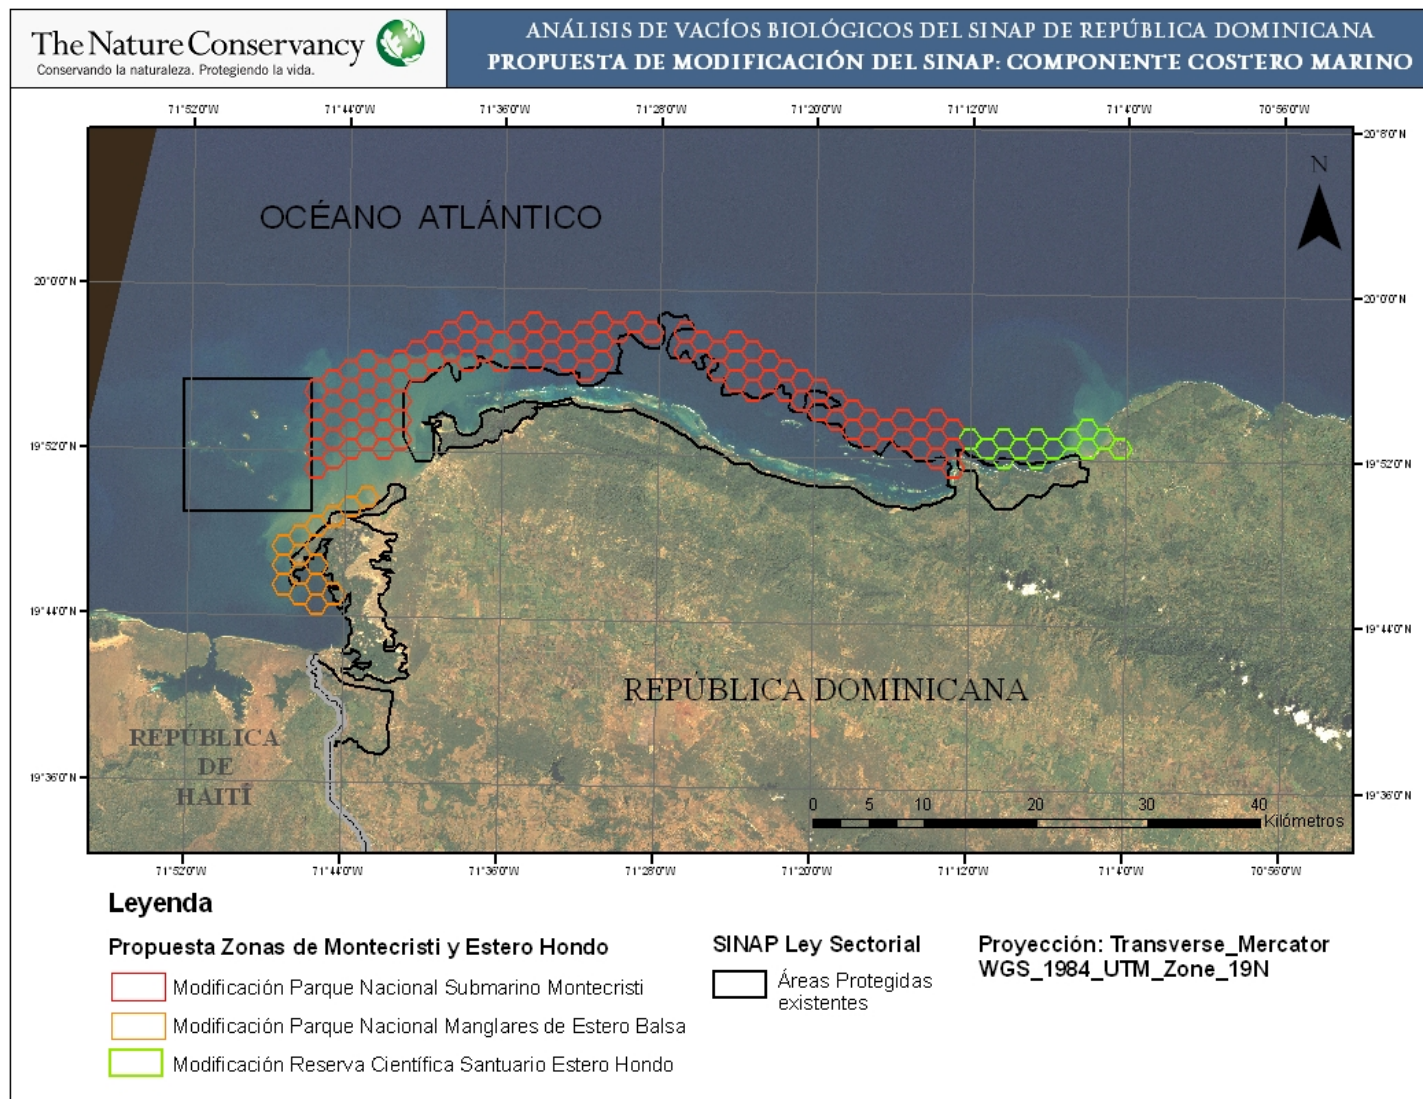 The Nature Conservancy
Conservando la naturaleza. Protegiendo la vida.
ANÁLISIS DE VACÍOS BIOLÓGICOS DEL SINAP DE REPÚBLICA DOMINICANA
PROPUESTA DE MODIFICACIÓN DEL SINAP: COMPONENTE COSTERO MARINO
71°52'0"W 71°44'0"W 71°36'0"W 71°28'0"W 71°20'0"W 71°12'0"W 71°4'0"W 70°56'0"W
20°8'0"N
N
OCÉANO ATLÁNTICO
20°0'0"N 20°0'0"N
19°52'0"N 19°52'0"N
19°44'0"N 19°44'0"N
REPÚBLICA DOMINICANA
REPÚBLICA
DE
HAITÍ
19°36'0"N 19°36'0"N
0 5 10 20 30 40
Kilómetros
71°52'0"W 71°44'0"W 71°36'0"W 71°28'0"W 71°20'0"W 71°12'0"W 71°4'0"W 70°56'0"W
Leyenda
Propuesta Zonas de Montecristi y Estero Hondo
Modificación Parque Nacional Submarino Montecristi
Modificación Parque Nacional Manglares de Estero Balsa
Modificación Reserva Científica Santuario Estero Hondo
SINAP Ley Sectorial
Áreas Protegidas
existentes
Proyección: Transverse_Mercator
WGS_1984_UTM_Zone_19N